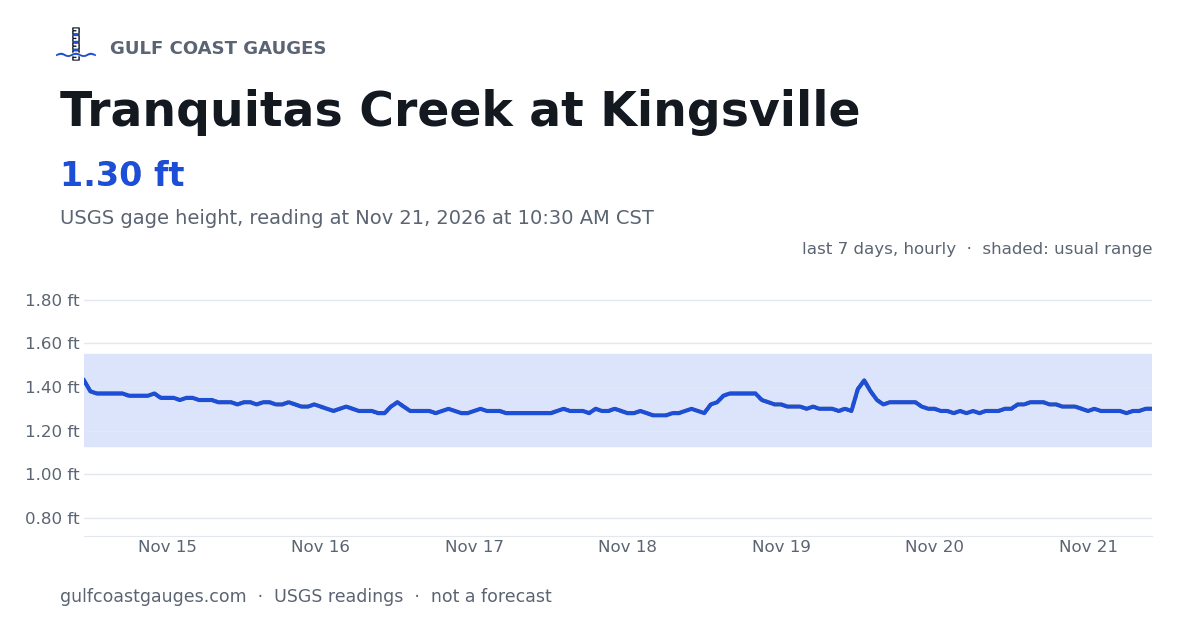 GULF COAST GAUGES
Tranquitas Creek at Kingsville
1.30 ft
USGS gage height, reading at Nov 21, 2026 at 10:30 AM CST
last 7 days, hourly · shaded: usual range
1.80 ft
1.60 ft
1.40 ft
1.20 ft
1.00 ft
0.80 ft
Nov 15 Nov 16 Nov 17 Nov 18 Nov 19 Nov 20 Nov 21
gulfcoastgauges.com · USGS readings · not a forecast